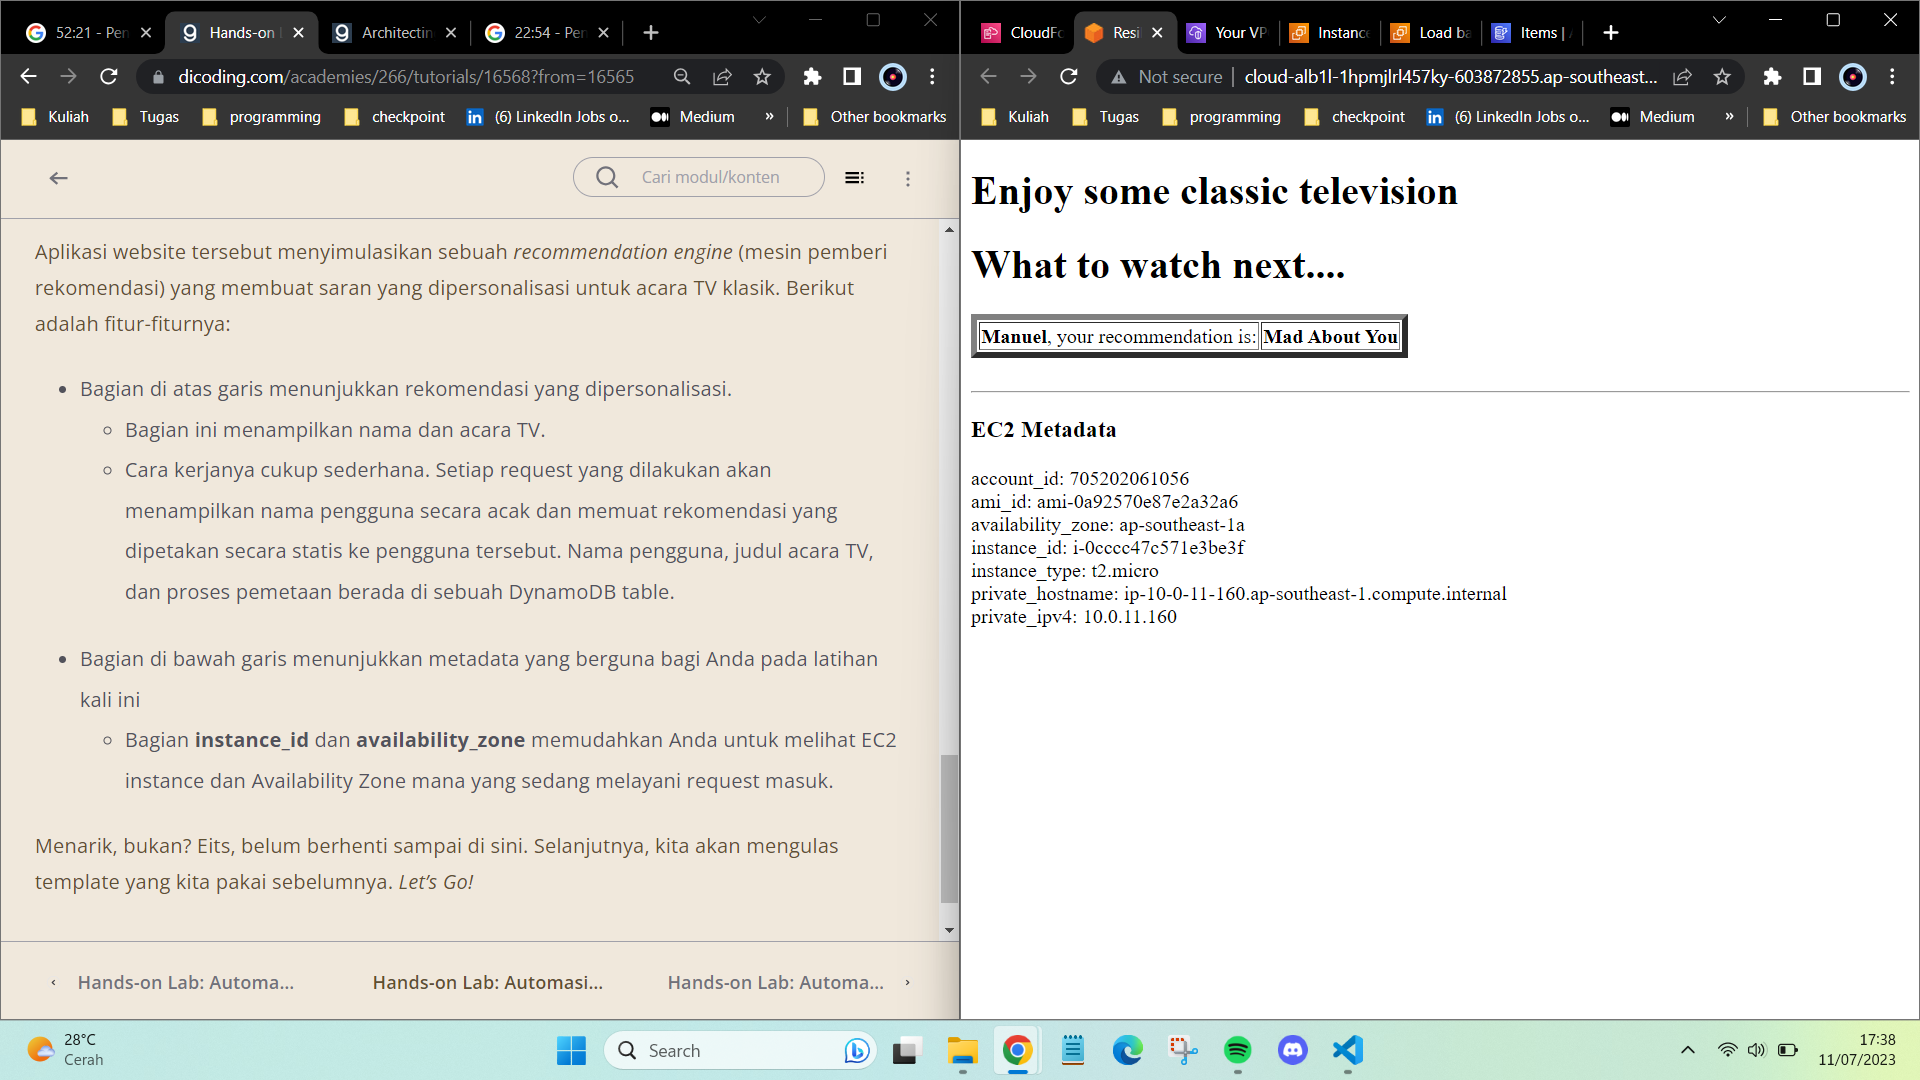 52:21 - Pen
Hands-on
Architectin
22:54 - Pen
dicoding.com/academies/266/tutorials/16568?from=16565
Kuliah
Tugas
programming
checkpoint
(6) LinkedIn Jobs o...
Medium
»
Other bookmarks
Cari modul/konten
Aplikasi website tersebut menyimulasikan sebuah recommendation engine (mesin pemberi
rekomendasi) yang membuat saran yang dipersonalisasi untuk acara TV klasik. Berikut
adalah fitur-fiturnya:
• Bagian di atas garis menunjukkan rekomendasi yang dipersonalisasi.
◦ Bagian ini menampilkan nama dan acara TV.
◦ Cara kerjanya cukup sederhana. Setiap request yang dilakukan akan
menampilkan nama pengguna secara acak dan memuat rekomendasi yang
dipetakan secara statis ke pengguna tersebut. Nama pengguna, judul acara TV,
dan proses pemetaan berada di sebuah DynamoDB table.
• Bagian di bawah garis menunjukkan metadata yang berguna bagi Anda pada latihan
kali ini
◦ Bagian instance_id dan availability_zone memudahkan Anda untuk melihat EC2
instance dan Availability Zone mana yang sedang melayani request masuk.
Menarik, bukan? Eits, belum berhenti sampai di sini. Selanjutnya, kita akan mengulas
template yang kita pakai sebelumnya. Let's Go!
Hands-on Lab: Automa...
Hands-on Lab: Automasi...
Hands-on Lab: Automa...
CloudFo
Resi
Your VP
Instance
Load ba
Items |
Not secure
cloud-alb1l-1hpmjlrl457ky-603872855.ap-southeast...
Kuliah
Tugas
programming
checkpoint
(6) LinkedIn Jobs o...
Medium
»
Other bookmarks
Enjoy some classic television
What to watch next....
Manuel, your recommendation is: Mad About You
EC2 Metadata
account_id: 705202061056
ami_id: ami-0a92570e87e2a32a6
availability_zone: ap-southeast-1a
instance_id: i-0cccc47c571e3be3f
instance_type: t2.micro
private_hostname: ip-10-0-11-160.ap-southeast-1.compute.internal
private_ipv4: 10.0.11.160
28°C
Cerah
Search
17:38
11/07/2023